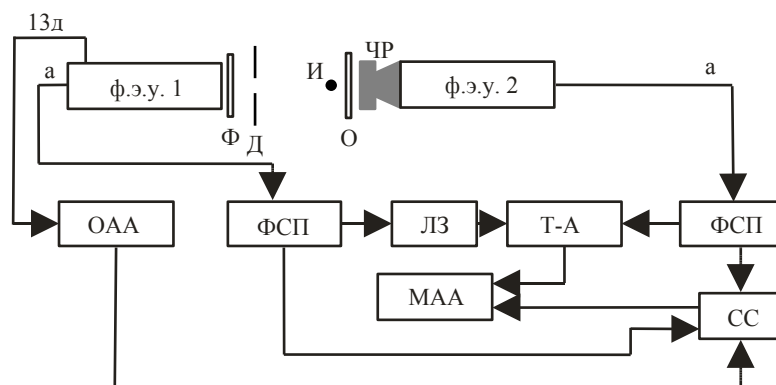 13д
ЧР
а
И
а
ф.э.у. 1
ф.э.у. 2
Ф
Д
О
ОАА
ФСП
ЛЗ
Т-А
ФСП
МАА
СС